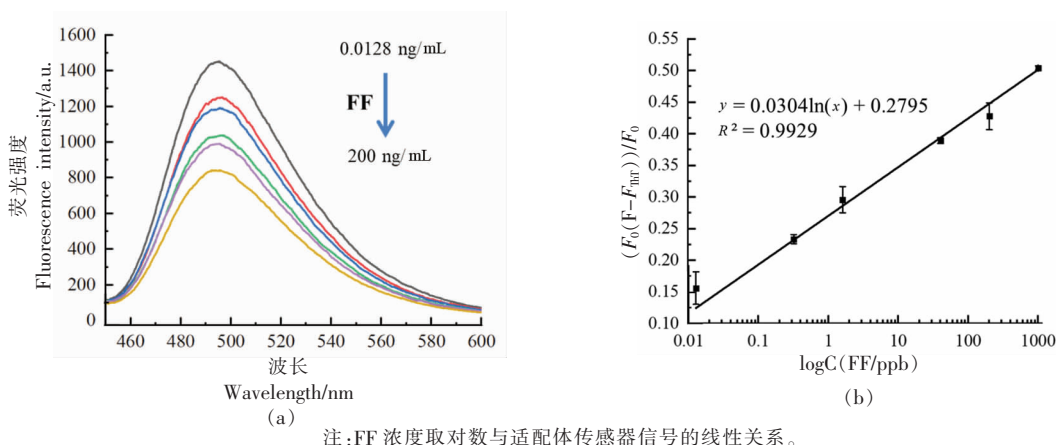 1600
1400
1200
1000
800
600
400
200
0
荧光强度
Fluorescence intensity/a.u.
0.0128 ng/mL
FF
200 ng/mL
460 480 500 520 540 560 580 600
波长
Wavelength/nm
(a)
0.55
0.50
0.45
0.40
0.35
0.30
0.25
0.20
0.15
0.10
(F₀(F-F_ThT))/F₀
y = 0.0304ln(x) + 0.2795
R² = 0.9929
0.01 0.1 1 10 100 1000
logC(FF/ppb)
(b)
注:FF 浓度取对数与适配体传感器信号的线性关系。